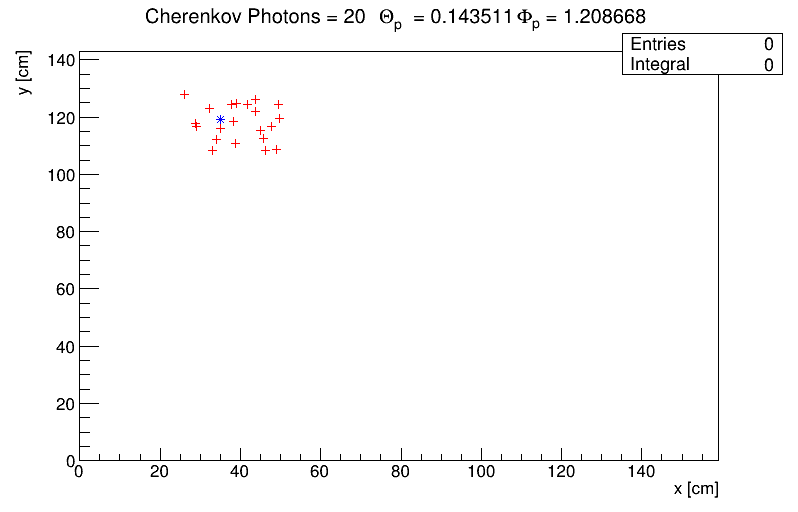 Cherenkov Photons = 20 Θp = 0.143511 Φp = 1.208668
Entries 0
Integral 0
y [cm]
140
120
100
80
60
40
20
0
0 20 40 60 80 100 120 140
x [cm]